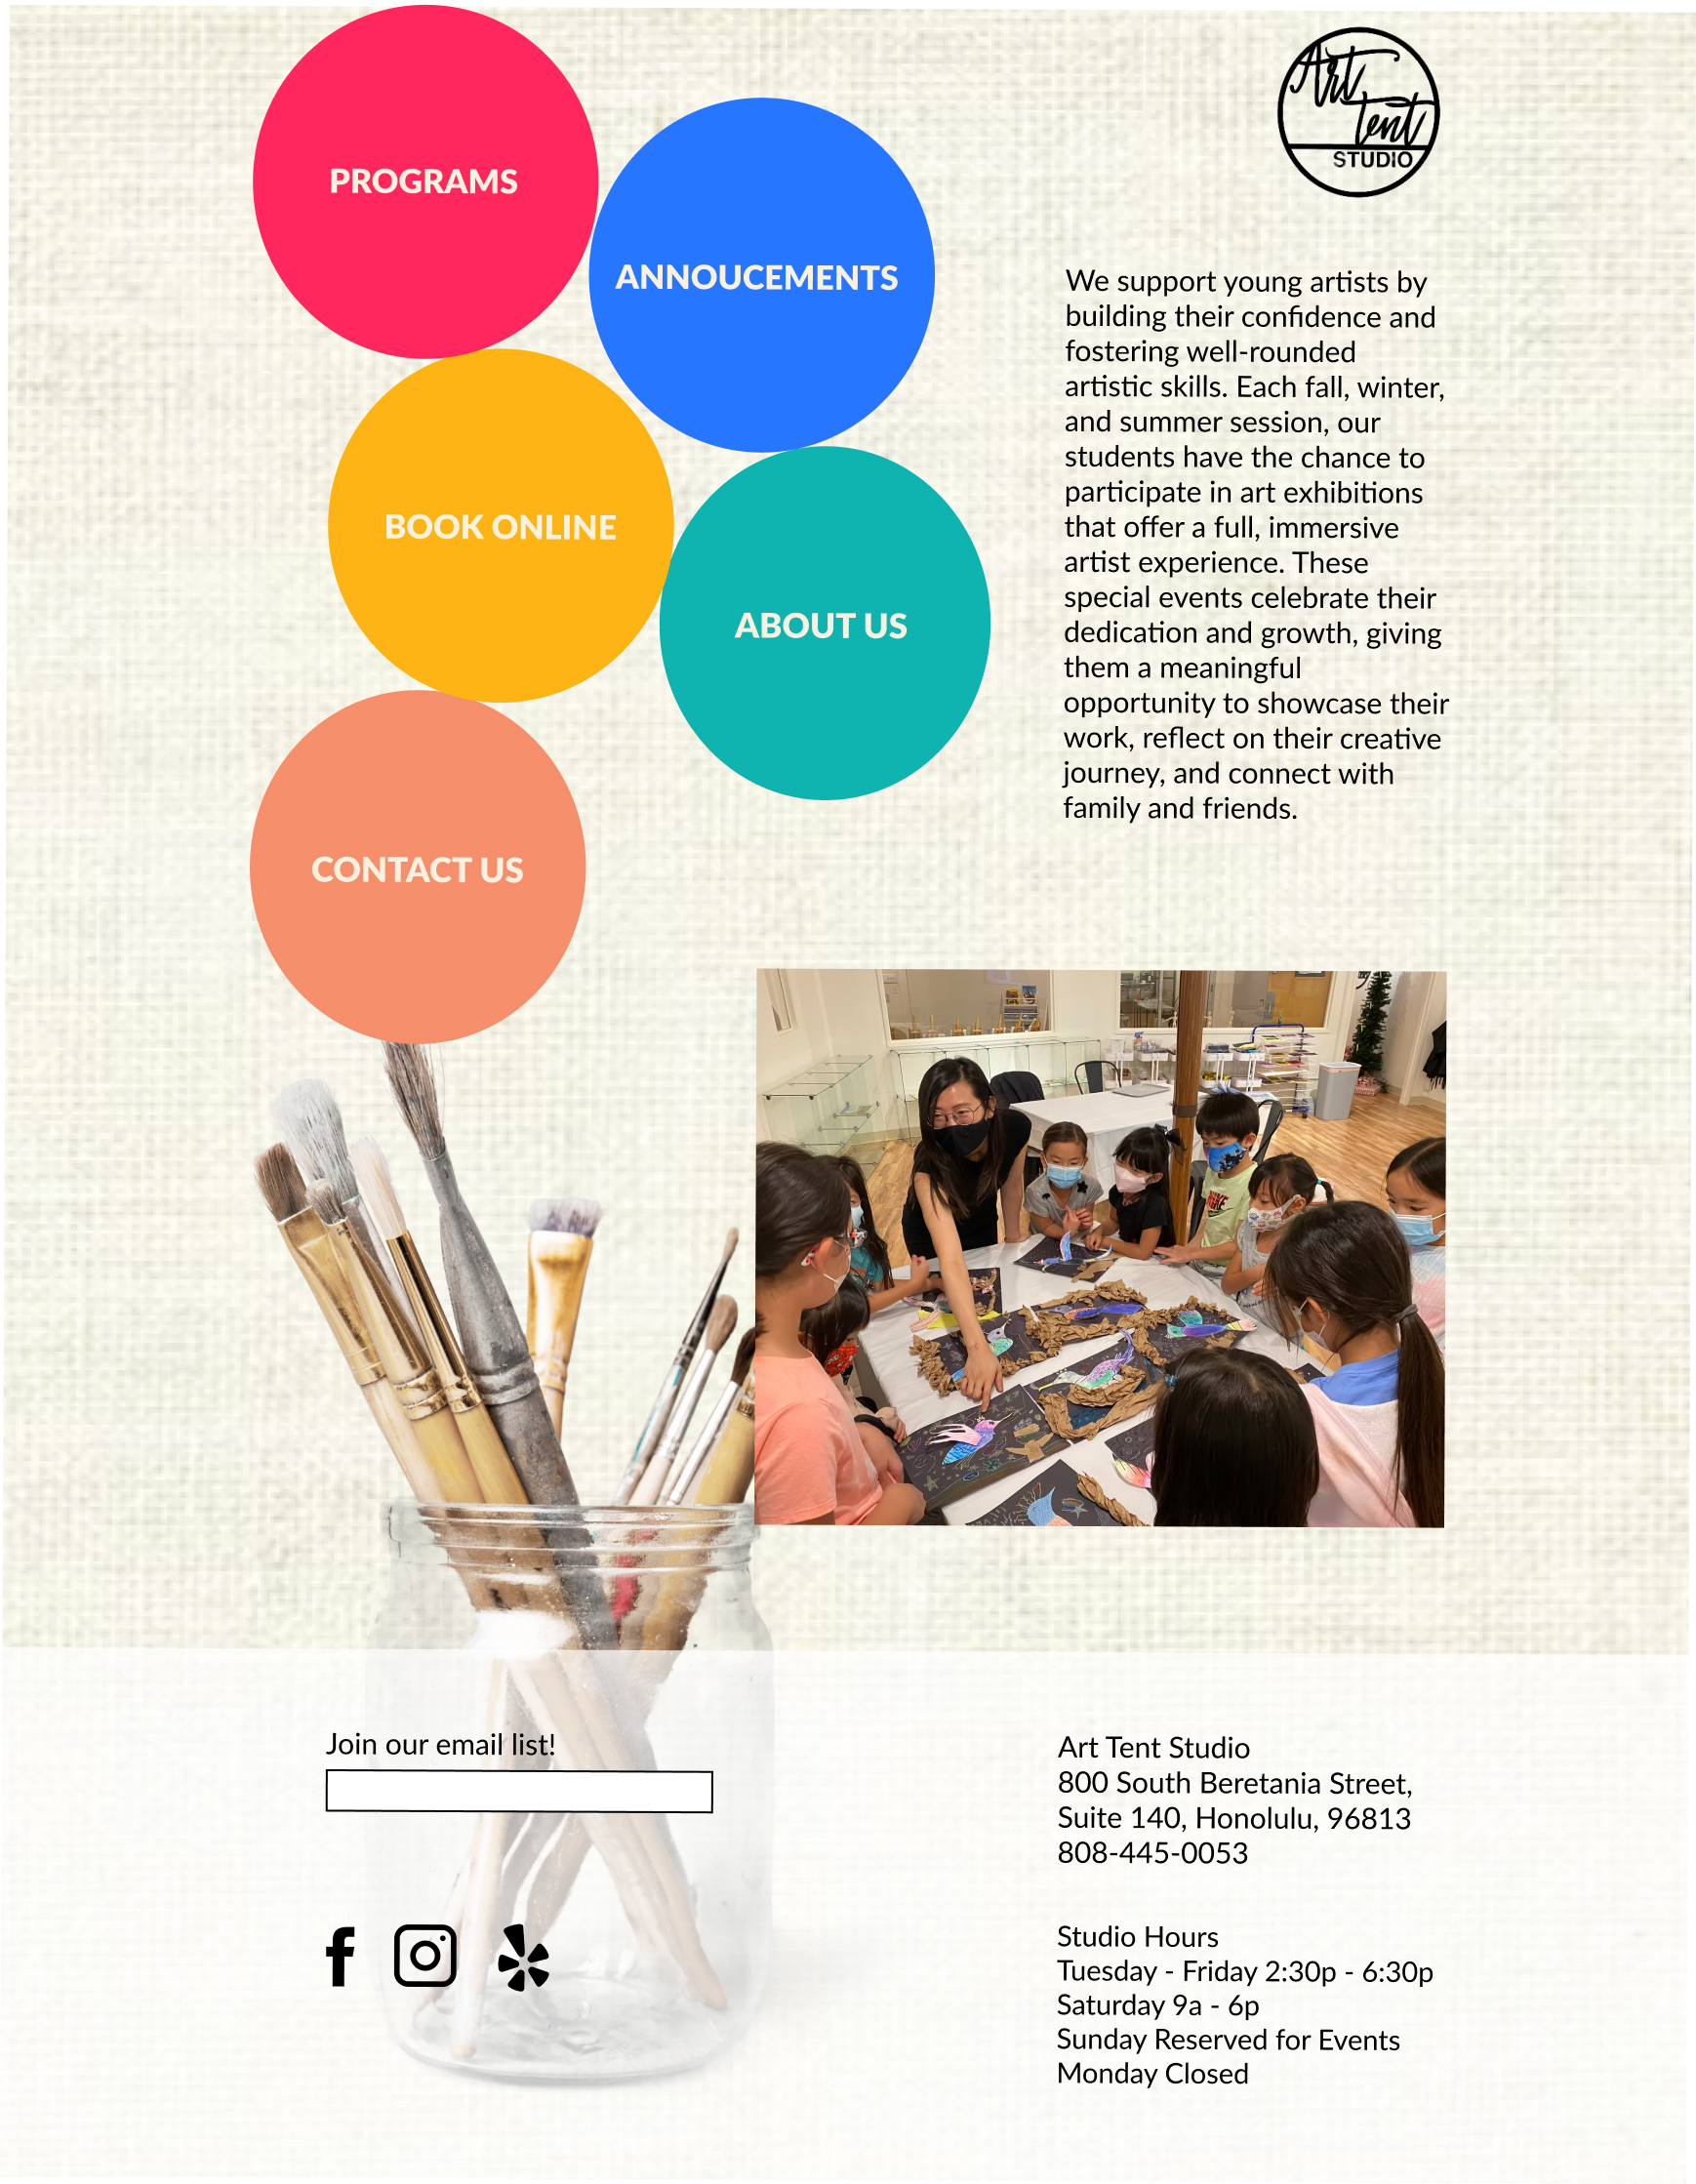 PROGRAMS
ANNOUCEMENTS
BOOK ONLINE
ABOUT US
CONTACT US
Art
Tent
STUDIO
We support young artists by
building their confidence and
fostering well-rounded
artistic skills. Each fall, winter,
and summer session, our
students have the chance to
participate in art exhibitions
that offer a full, immersive
artist experience. These
special events celebrate their
dedication and growth, giving
them a meaningful
opportunity to showcase their
work, reflect on their creative
journey, and connect with
family and friends.
NIKE
Join our email list!
Art Tent Studio
800 South Beretania Street,
Suite 140, Honolulu, 96813
808-445-0053
Studio Hours
Tuesday - Friday 2:30p - 6:30p
Saturday 9a - 6p
Sunday Reserved for Events
Monday Closed